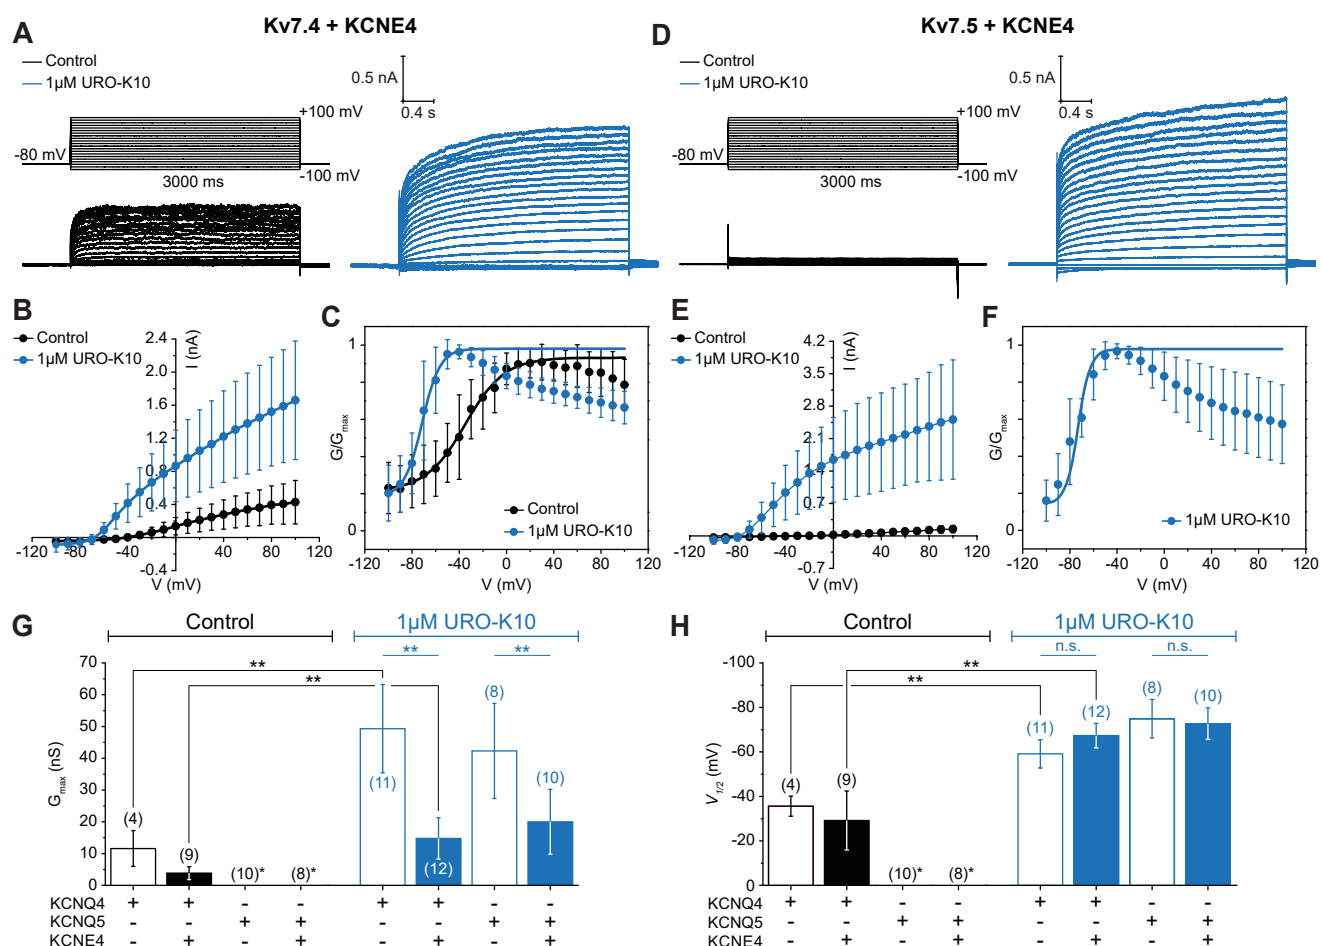 Kv7.4 + KCNE4
Kv7.5 + KCNE4
A
Control
1µM URO-K10
0.5 nA
0.4 s
+100 mV
-80 mV
-100 mV
3000 ms
D
Control
1µM URO-K10
0.5 nA
0.4 s
+100 mV
-80 mV
-100 mV
3000 ms
B
Control
1µM URO-K10
I (nA)
2.4
2.0
1.6
1.2
0.8
0.4
-0.4
-120 -80 -40 40 80 120
V (mV)
C
G/Gmax
1
0
Control
1µM URO-K10
-120 -80 -40 0 40 80 120
V (mV)
E
Control
1µM URO-K10
I (nA)
4.2
3.5
2.8
2.1
1.4
0.7
-0.7
-120 -80 -40 40 80 120
V (mV)
F
G/Gmax
1
0
1µM URO-K10
-120 -80 -40 0 40 80 120
V (mV)
G
Control
1µM URO-K10
** **
**
**
Gmax (nS)
70
60
50
40
30
20
10
0
(4) (9) (10)* (8)* (11) (12) (8) (10)
KCNQ4 + + - - + + - -
KCNQ5 - - + + - - + +
KCNE4 - + - + - + - +
H
Control
1µM URO-K10
n.s. n.s.
**
**
V1/2 (mV)
-100
-80
-60
-40
-20
0
(4) (9) (10)* (8)* (11) (12) (8) (10)
KCNQ4 + + - - + + - -
KCNQ5 - - + + - - + +
KCNE4 - + - + - + - +